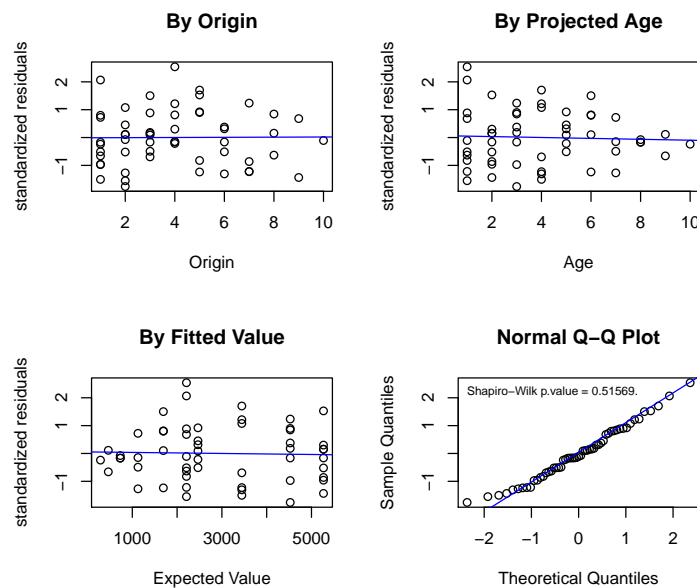 By Origin
standardized residuals
2
1
−1
2
4
6
8
10
Origin
By Projected Age
standardized residuals
2
1
−1
2
4
6
8
10
Age
By Fitted Value
standardized residuals
2
1
−1
1000
3000
5000
Expected Value
Normal Q−Q Plot
Shapiro−Wilk p.value = 0.51569.
Sample Quantiles
2
1
−1
−2
−1
0
1
2
Theoretical Quantiles